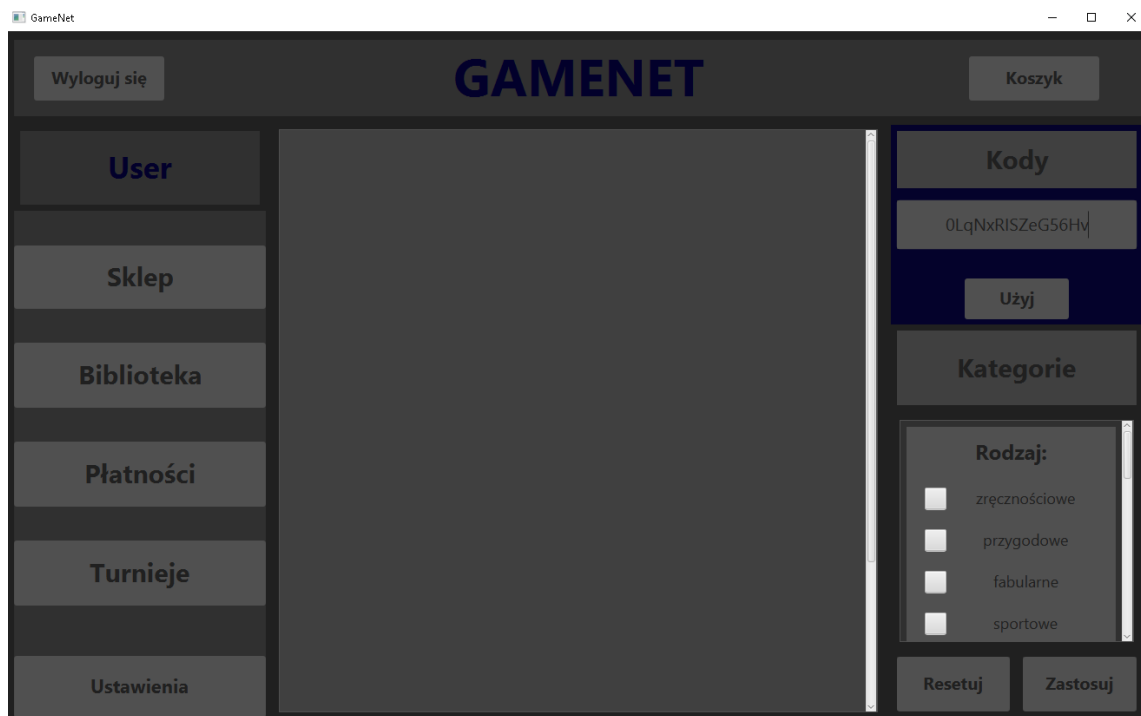 GameNet
Wyloguj się
GAMENET
Koszyk
User
Sklep
Biblioteka
Płatności
Turnieje
Ustawienia
Kody
0LqNxRISZeG56Hv
Użyj
Kategorie
Rodzaj:
zręcznościowe
przygodowe
fabularne
sportowe
Resetuj
Zastosuj